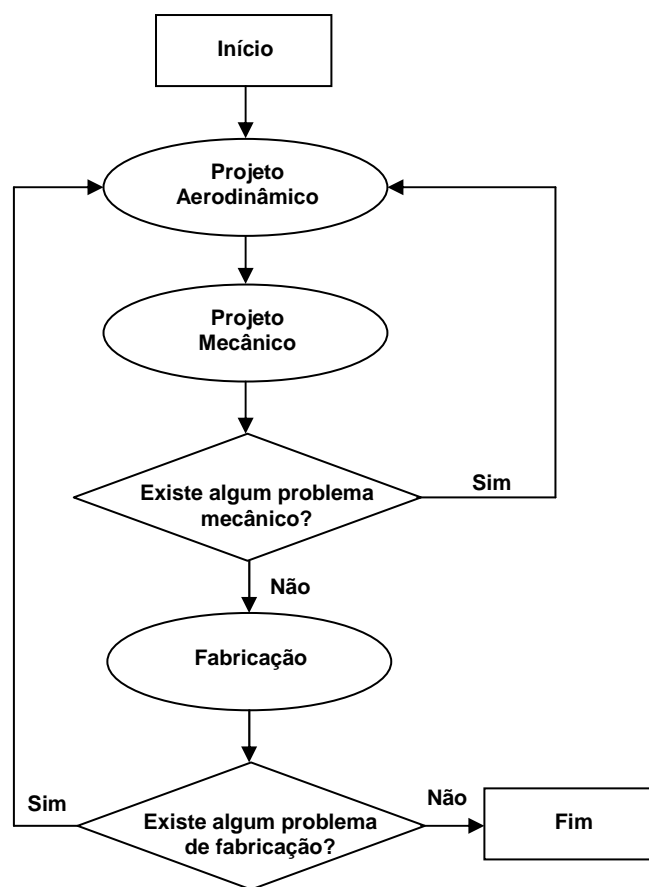 Início
Projeto
Aerodinâmico
Projeto
Mecânico
Existe algum problema
mecânico?
Sim
Não
Fabricação
Sim
Existe algum problema
de fabricação?
Não
Fim